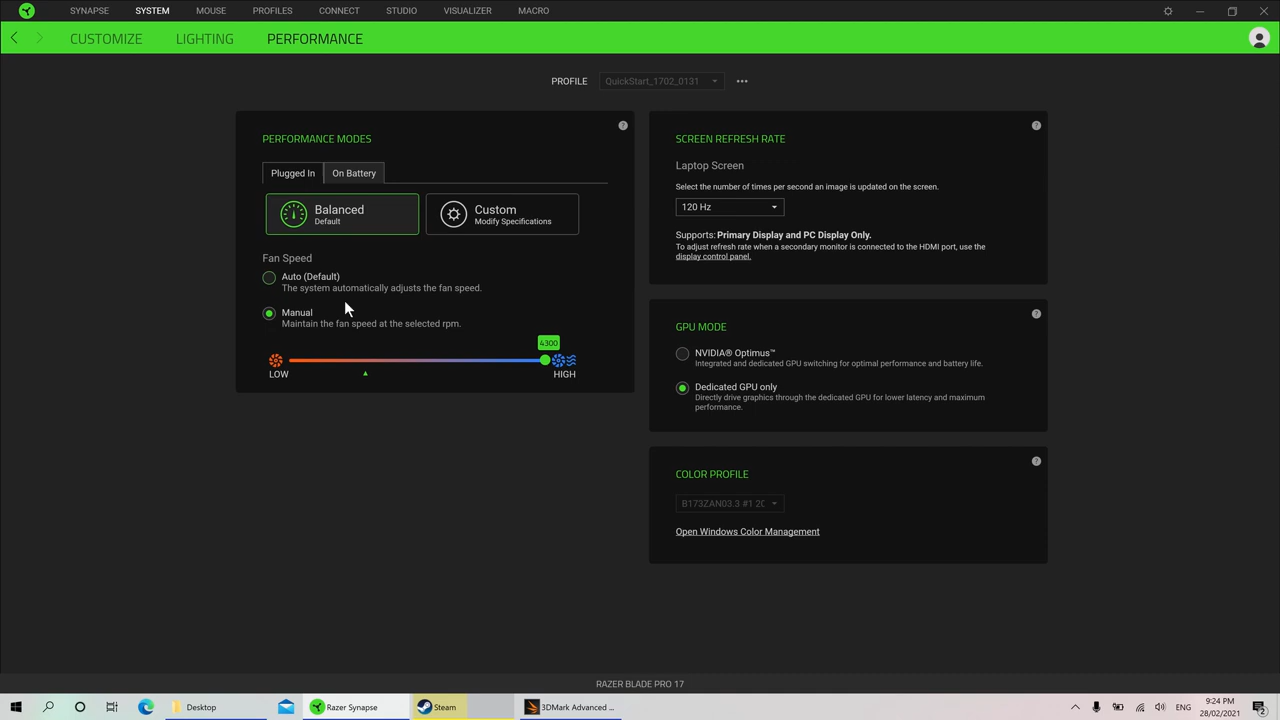 SYNAPSE SYSTEM MOUSE PROFILES CONNECT STUDIO VISUALIZER MACRO
CUSTOMIZE LIGHTING PERFORMANCE
PROFILE QuickStart_1702_0131
PERFORMANCE MODES
Plugged In On Battery
Balanced
Default
Custom
Modify Specifications
Fan Speed
Auto (Default)
The system automatically adjusts the fan speed.
Manual
Maintain the fan speed at the selected rpm.
4300
LOW HIGH
SCREEN REFRESH RATE
Laptop Screen
Select the number of times per second an image is updated on the screen.
120 Hz
Supports: Primary Display and PC Display Only.
To adjust refresh rate when a secondary monitor is connected to the HDMI port, use the
display control panel.
GPU MODE
NVIDIA® Optimus™
Integrated and dedicated GPU switching for optimal performance and battery life.
Dedicated GPU only
Directly drive graphics through the dedicated GPU for lower latency and maximum
performance.
COLOR PROFILE
B173ZAN03.3 #1 2
Open Windows Color Management
RAZER BLADE PRO 17
Desktop Razer Synapse Steam 3DMark Advanced ... ENG 9:24 PM
28/02/2021
2